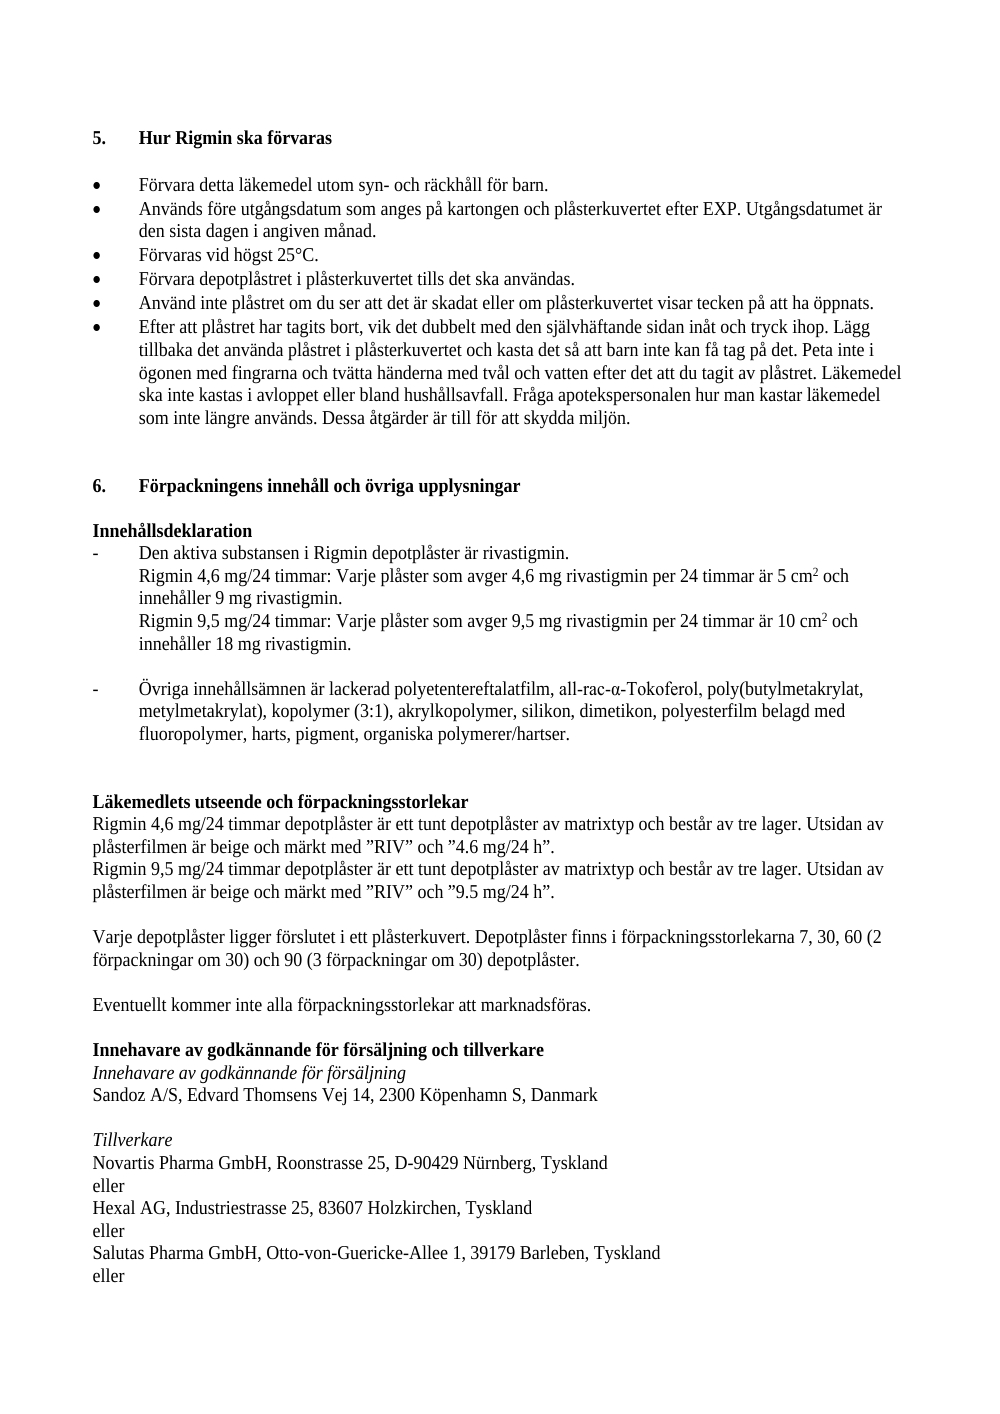 5. Hur Rigmin ska förvaras
● Förvara detta läkemedel utom syn- och räckhåll för barn.
● Används före utgångsdatum som anges på kartongen och plåsterkuvertet efter EXP. Utgångsdatumet är
den sista dagen i angiven månad.
● Förvaras vid högst 25°C.
● Förvara depotplåstret i plåsterkuvertet tills det ska användas.
● Använd inte plåstret om du ser att det är skadat eller om plåsterkuvertet visar tecken på att ha öppnats.
● Efter att plåstret har tagits bort, vik det dubbelt med den självhäftande sidan inåt och tryck ihop. Lägg
tillbaka det använda plåstret i plåsterkuvertet och kasta det så att barn inte kan få tag på det. Peta inte i
ögonen med fingrarna och tvätta händerna med tvål och vatten efter det att du tagit av plåstret. Läkemedel
ska inte kastas i avloppet eller bland hushållsavfall. Fråga apotekspersonalen hur man kastar läkemedel
som inte längre används. Dessa åtgärder är till för att skydda miljön.
6. Förpackningens innehåll och övriga upplysningar
Innehållsdeklaration
- Den aktiva substansen i Rigmin depotplåster är rivastigmin.
Rigmin 4,6 mg/24 timmar: Varje plåster som avger 4,6 mg rivastigmin per 24 timmar är 5 cm² och
innehåller 9 mg rivastigmin.
Rigmin 9,5 mg/24 timmar: Varje plåster som avger 9,5 mg rivastigmin per 24 timmar är 10 cm² och
innehåller 18 mg rivastigmin.
- Övriga innehållsämnen är lackerad polyetentereftalatfilm, all-rac-α-Tokoferol, poly(butylmetakrylat,
metylmetakrylat), kopolymer (3:1), akrylkopolymer, silikon, dimetikon, polyesterfilm belagd med
fluoropolymer, harts, pigment, organiska polymerer/hartser.
Läkemedlets utseende och förpackningsstorlekar
Rigmin 4,6 mg/24 timmar depotplåster är ett tunt depotplåster av matrixtyp och består av tre lager. Utsidan av
plåsterfilmen är beige och märkt med ”RIV” och ”4.6 mg/24 h”.
Rigmin 9,5 mg/24 timmar depotplåster är ett tunt depotplåster av matrixtyp och består av tre lager. Utsidan av
plåsterfilmen är beige och märkt med ”RIV” och ”9.5 mg/24 h”.
Varje depotplåster ligger förslutet i ett plåsterkuvert. Depotplåster finns i förpackningsstorlekarna 7, 30, 60 (2
förpackningar om 30) och 90 (3 förpackningar om 30) depotplåster.
Eventuellt kommer inte alla förpackningsstorlekar att marknadsföras.
Innehavare av godkännande för försäljning och tillverkare
Innehavare av godkännande för försäljning
Sandoz A/S, Edvard Thomsens Vej 14, 2300 Köpenhamn S, Danmark
Tillverkare
Novartis Pharma GmbH, Roonstrasse 25, D-90429 Nürnberg, Tyskland
eller
Hexal AG, Industriestrasse 25, 83607 Holzkirchen, Tyskland
eller
Salutas Pharma GmbH, Otto-von-Guericke-Allee 1, 39179 Barleben, Tyskland
eller